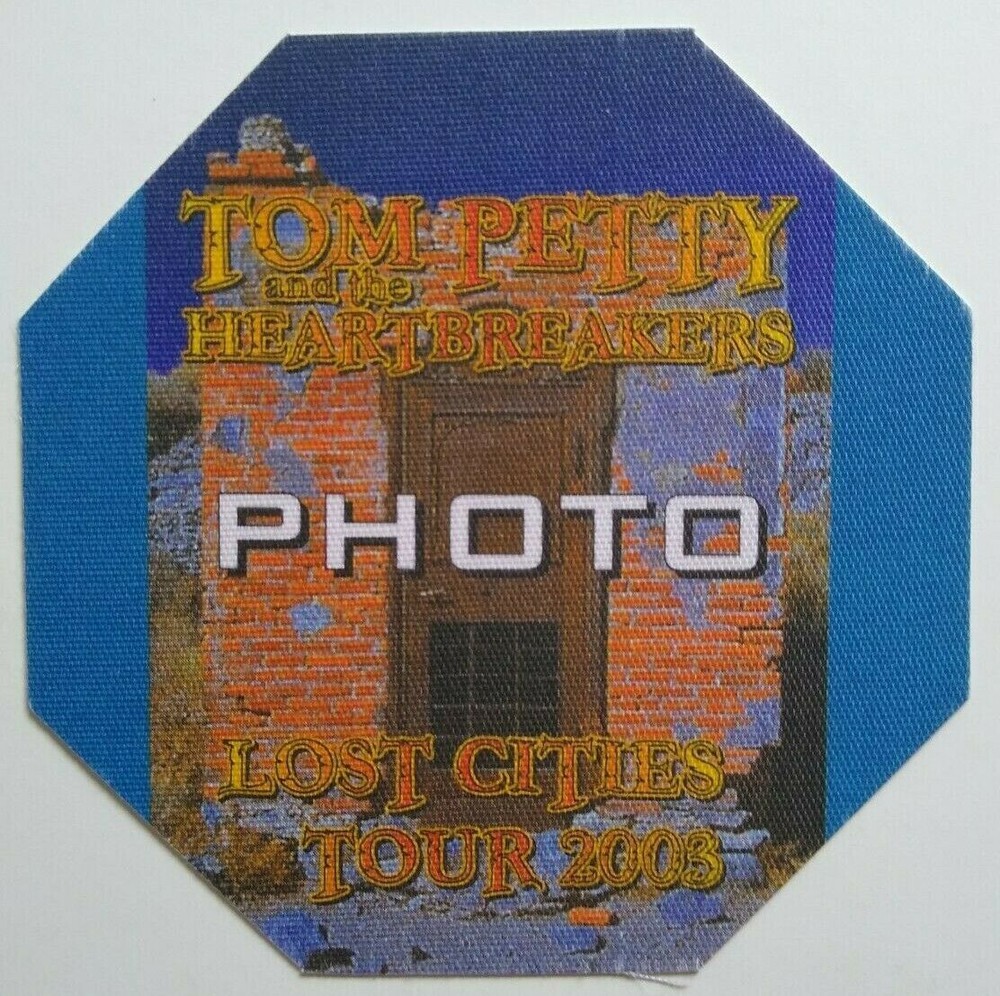 TOM PETTY
and the
HEARTBREAKERS
PHOTO
LOST CITIES
TOUR 2003